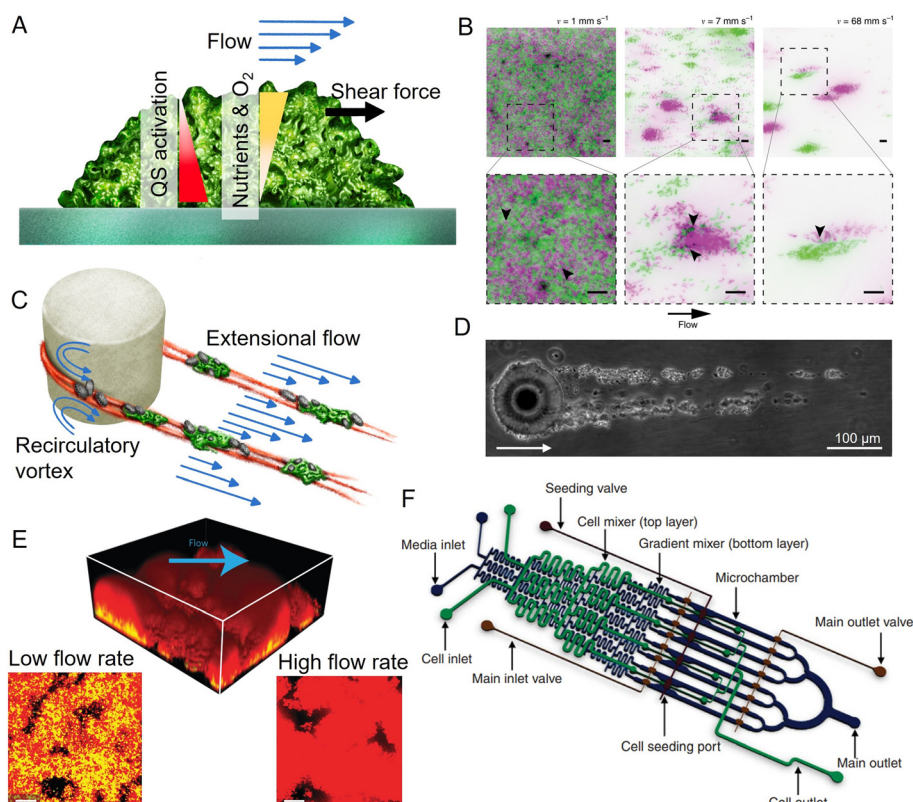 A
Flow
Shear force
QS activation
Nutrients & O2
B
v = 1 mm s⁻¹
v = 7 mm s⁻¹
v = 68 mm s⁻¹
Flow
C
Extensional flow
Recirculatory
vortex
D
100 µm
E
Flow
Low flow rate
High flow rate
F
Seeding valve
Cell mixer (top layer)
Gradient mixer (bottom layer)
Media inlet
Microchamber
Main outlet valve
Cell inlet
Main inlet valve
Cell seeding port
Main outlet
Cell outlet